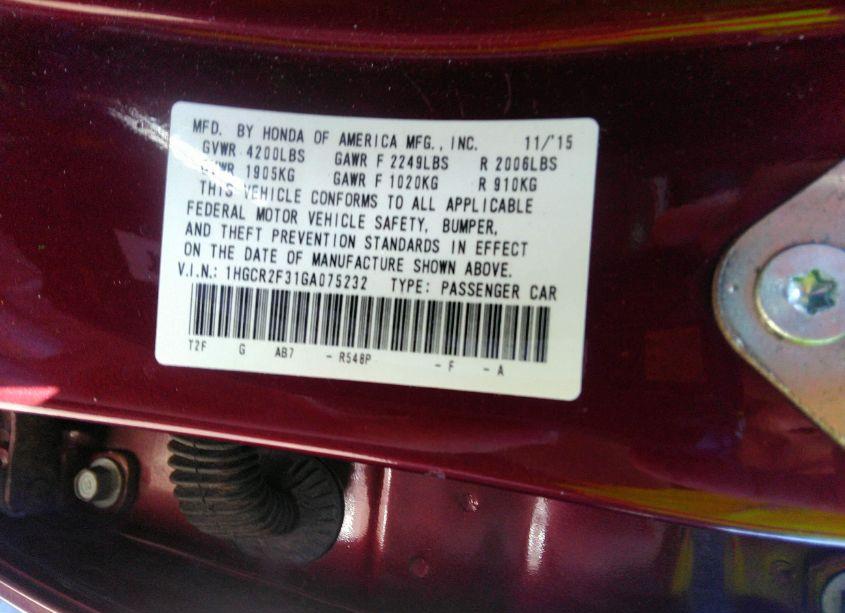 MFD. BY HONDA OF AMERICA MFG., INC. 11/'15
GVWR 4200LBS GAWR F 2249LBS R 2006LBS
GVWR 1905KG GAWR F 1020KG R 910KG
THIS VEHICLE CONFORMS TO ALL APPLICABLE
FEDERAL MOTOR VEHICLE SAFETY, BUMPER,
AND THEFT PREVENTION STANDARDS IN EFFECT
ON THE DATE OF MANUFACTURE SHOWN ABOVE.
V.I.N.: 1HGCR2F31GA075232 TYPE: PASSENGER CAR
T2F G AB7 - R548P - F - A